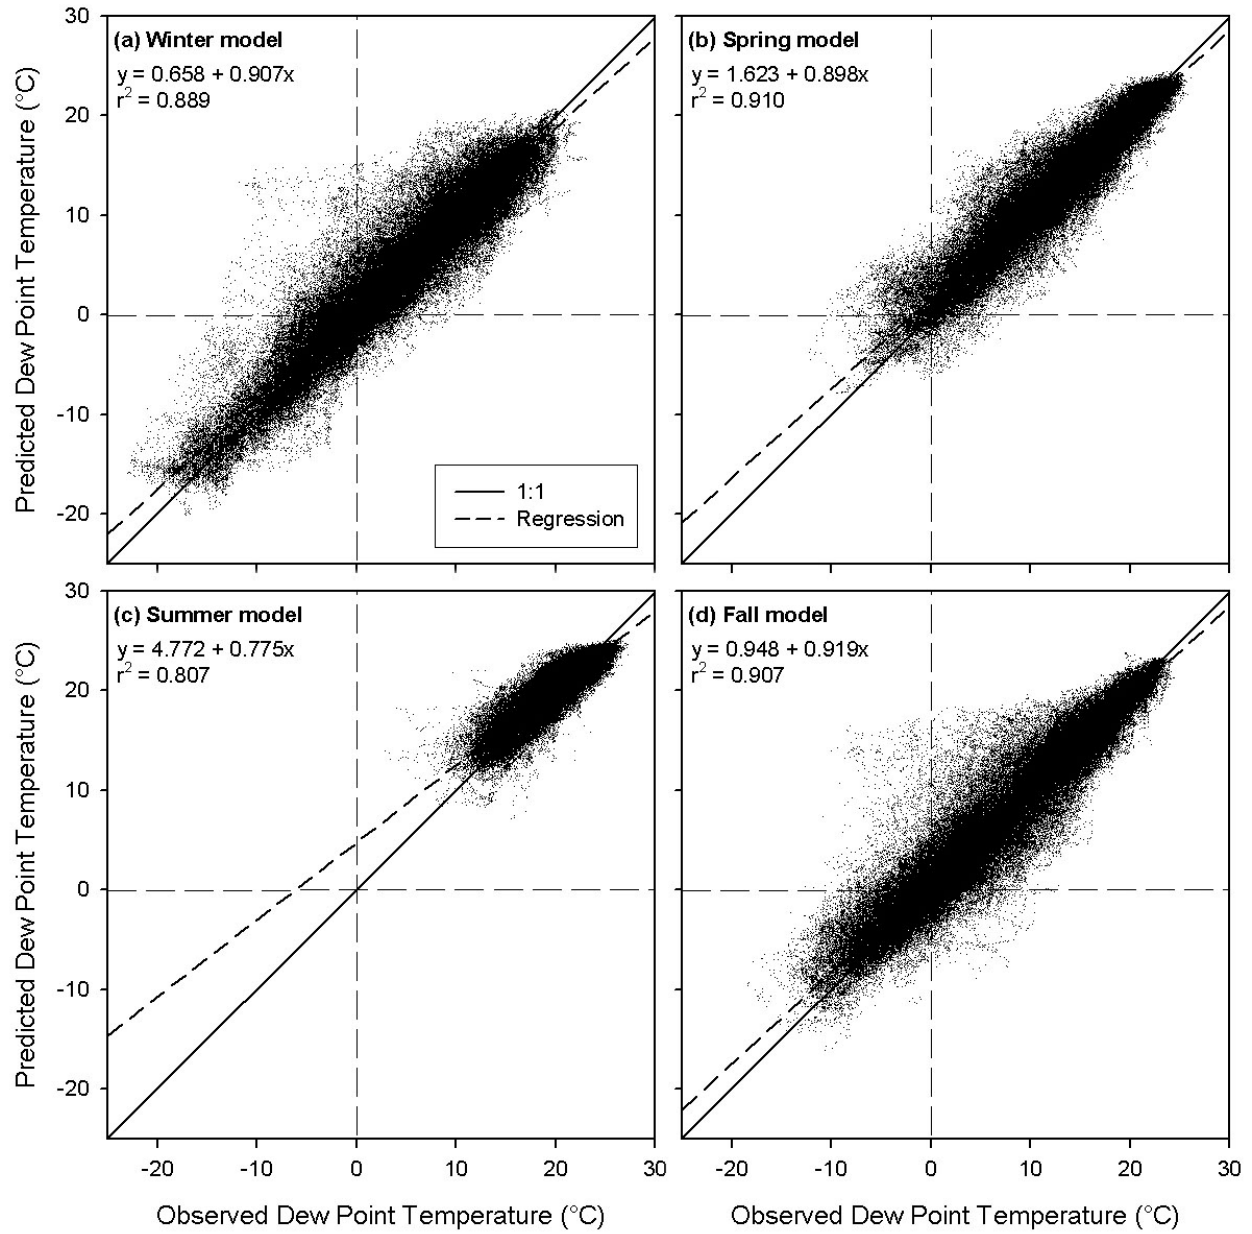 (a) Winter model
y = 0.658 + 0.907x
r² = 0.889
(b) Spring model
y = 1.623 + 0.898x
r² = 0.910
30
20
10
0
-10
-20
Predicted Dew Point Temperature (°C)
1:1
Regression
(c) Summer model
y = 4.772 + 0.775x
r² = 0.807
(d) Fall model
y = 0.948 + 0.919x
r² = 0.907
30
20
10
0
-10
-20
Predicted Dew Point Temperature (°C)
-20 -10 0 10 20 30
-20 -10 0 10 20 30
Observed Dew Point Temperature (°C)
Observed Dew Point Temperature (°C)